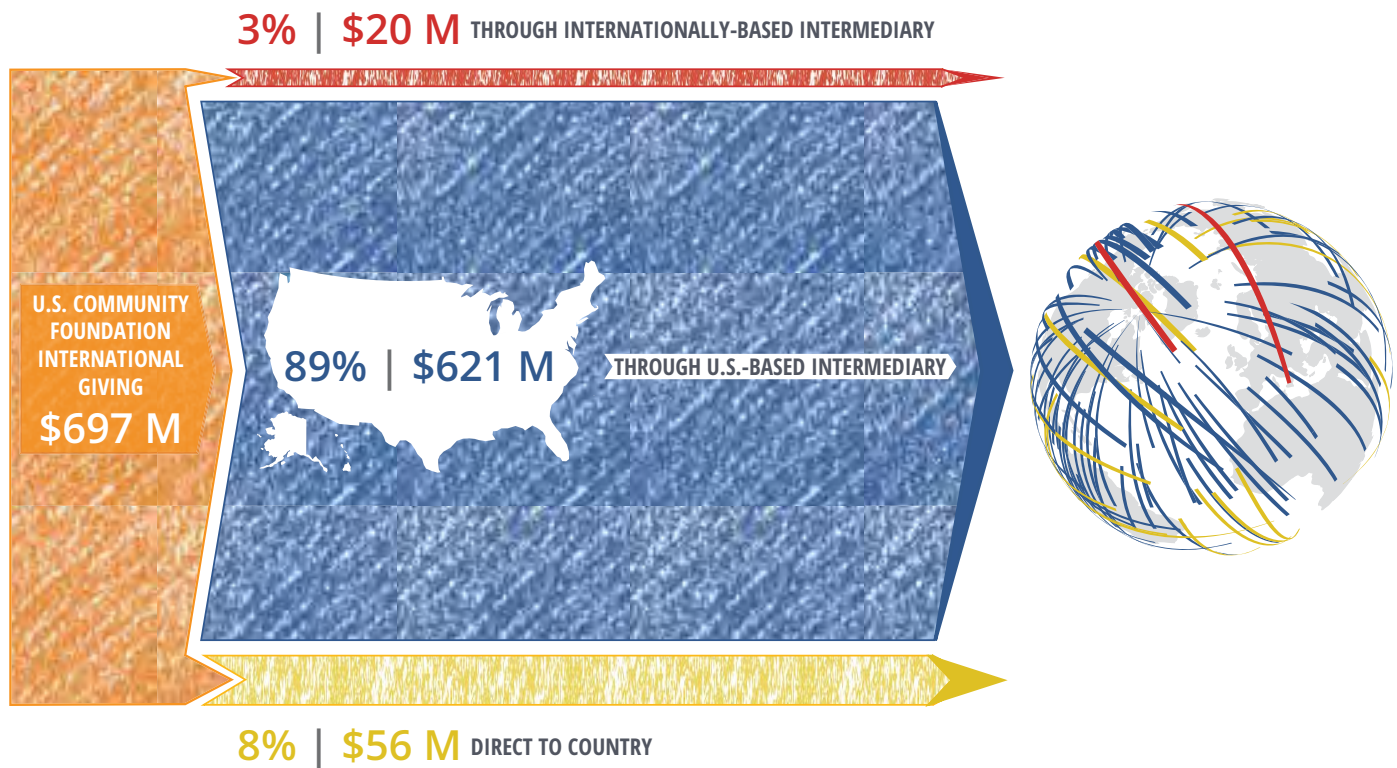 3% | $20 M THROUGH INTERNATIONALLY-BASED INTERMEDIARY
U.S. COMMUNITY
FOUNDATION
INTERNATIONAL
GIVING
$697 M
89% | $621 M
THROUGH U.S.-BASED INTERMEDIARY
8% | $56 M DIRECT TO COUNTRY